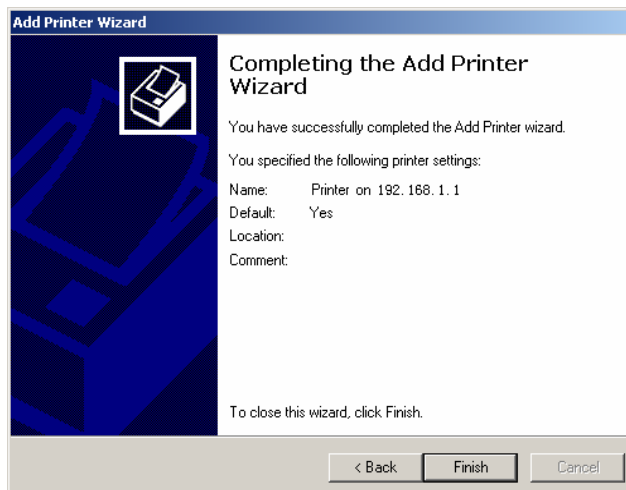 Add Printer Wizard
Completing the Add Printer
Wizard
You have successfully completed the Add Printer wizard.
You specified the following printer settings:
Name: Printer on 192.168.1.1
Default: Yes
Location:
Comment:
To close this wizard, click Finish.
< Back Finish Cancel